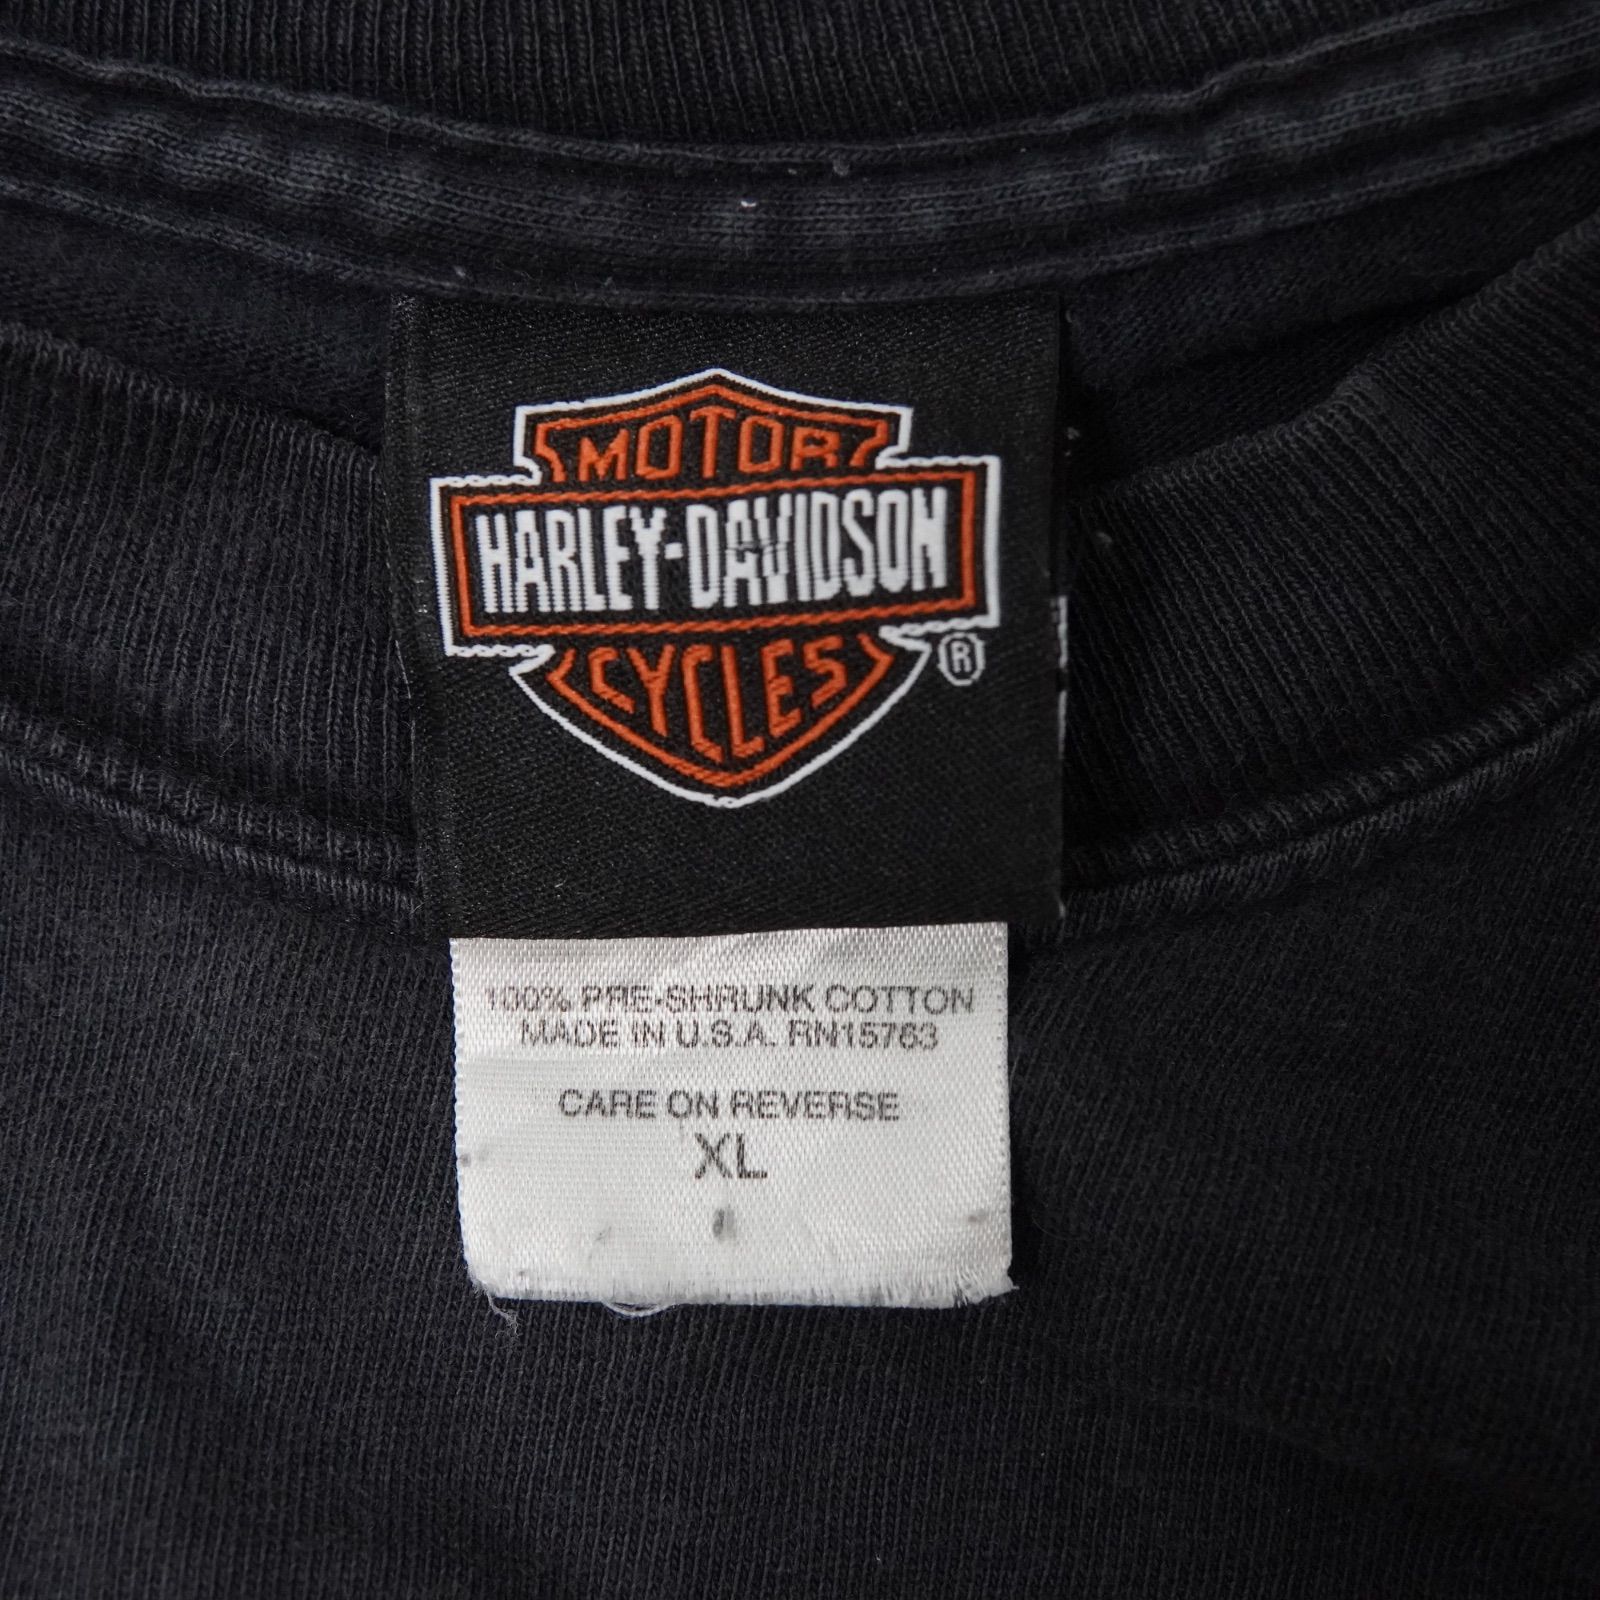 MOTOR
HARLEY-DAVIDSON
CYCLES
®
100% PRE-SHRUNK COTTON
MADE IN U.S.A. RN15763
CARE ON REVERSE
XL